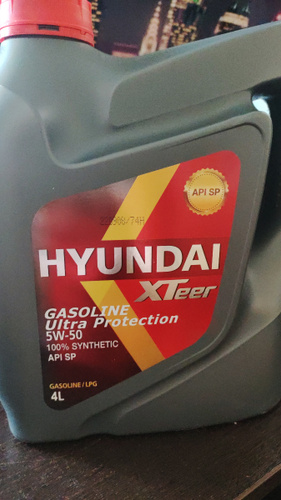 API SP
HYUNDAI
XTeer
GASOLINE
Ultra Protection
5W-50
100% SYNTHETIC
API SP
GASOLINE / LPG
4L